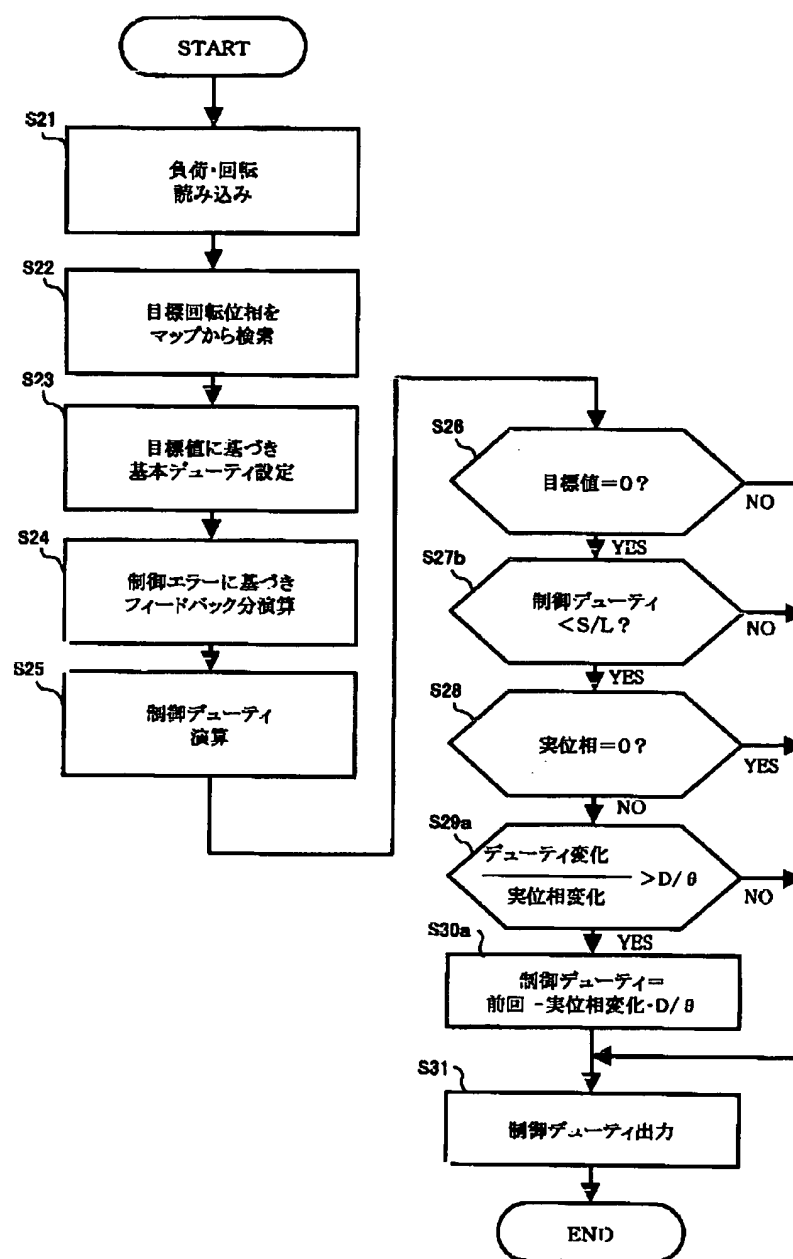 START
S21
負荷・回転
読み込み
S22
目標回転位相を
マップから検索
S23
目標値に基づき
基本デューティ設定
S24
制御エラーに基づき
フィードバック分演算
S25
制御デューティ
演算
S26
目標値=0?
NO
YES
S27b
制御デューティ
<S/L?
NO
YES
S28
実位相=0?
YES
NO
S29a
デューティ変化
実位相変化
>D/θ
NO
YES
S30a
制御デューティ=
前回 -実位相変化·D/θ
S31
制御デューティ出力
END